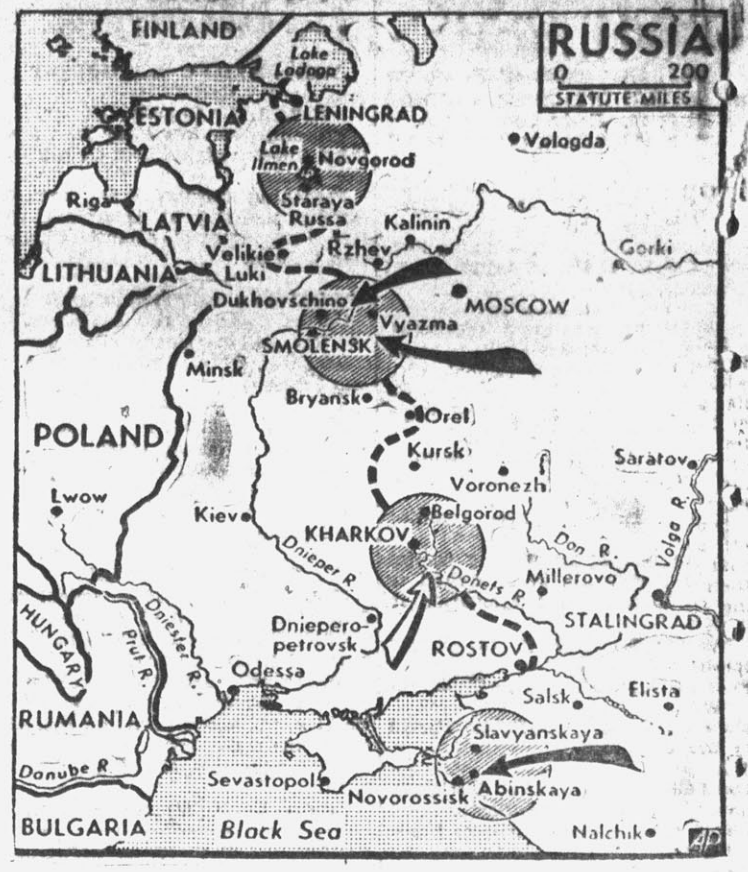 FINLAND
RUSSIA
0 200
STATUTE MILES
Lake
Ladoga
ESTONIA
LENINGRAD
Lake
Ilmen
Novgorod
Vologda
Staraya
Russa
Riga
LATVIA
Kalinin
Velikie
Luki
Rzhev
Gorki
LITHUANIA
Dukhovschino
MOSCOW
Vyazma
SMOLENSK
Minsk
Bryansk
Orel
POLAND
Kursk
Saratov
Voronezh
Lwow
Kiev
Belgorod
KHARKOV
Dnieper R.
Don R.
Volga R.
Donets R.
Millerovo
HUNGARY
Prut R.
Dniester R.
Dniepero-
petrovsk
STALINGRAD
ROSTOV
Odessa
Salsk
Elista
RUMANIA
Slavyanskaya
Danube R
Sevastopol
Novorossisk
Abinskaya
BULGARIA
Black Sea
Nalchik
AP